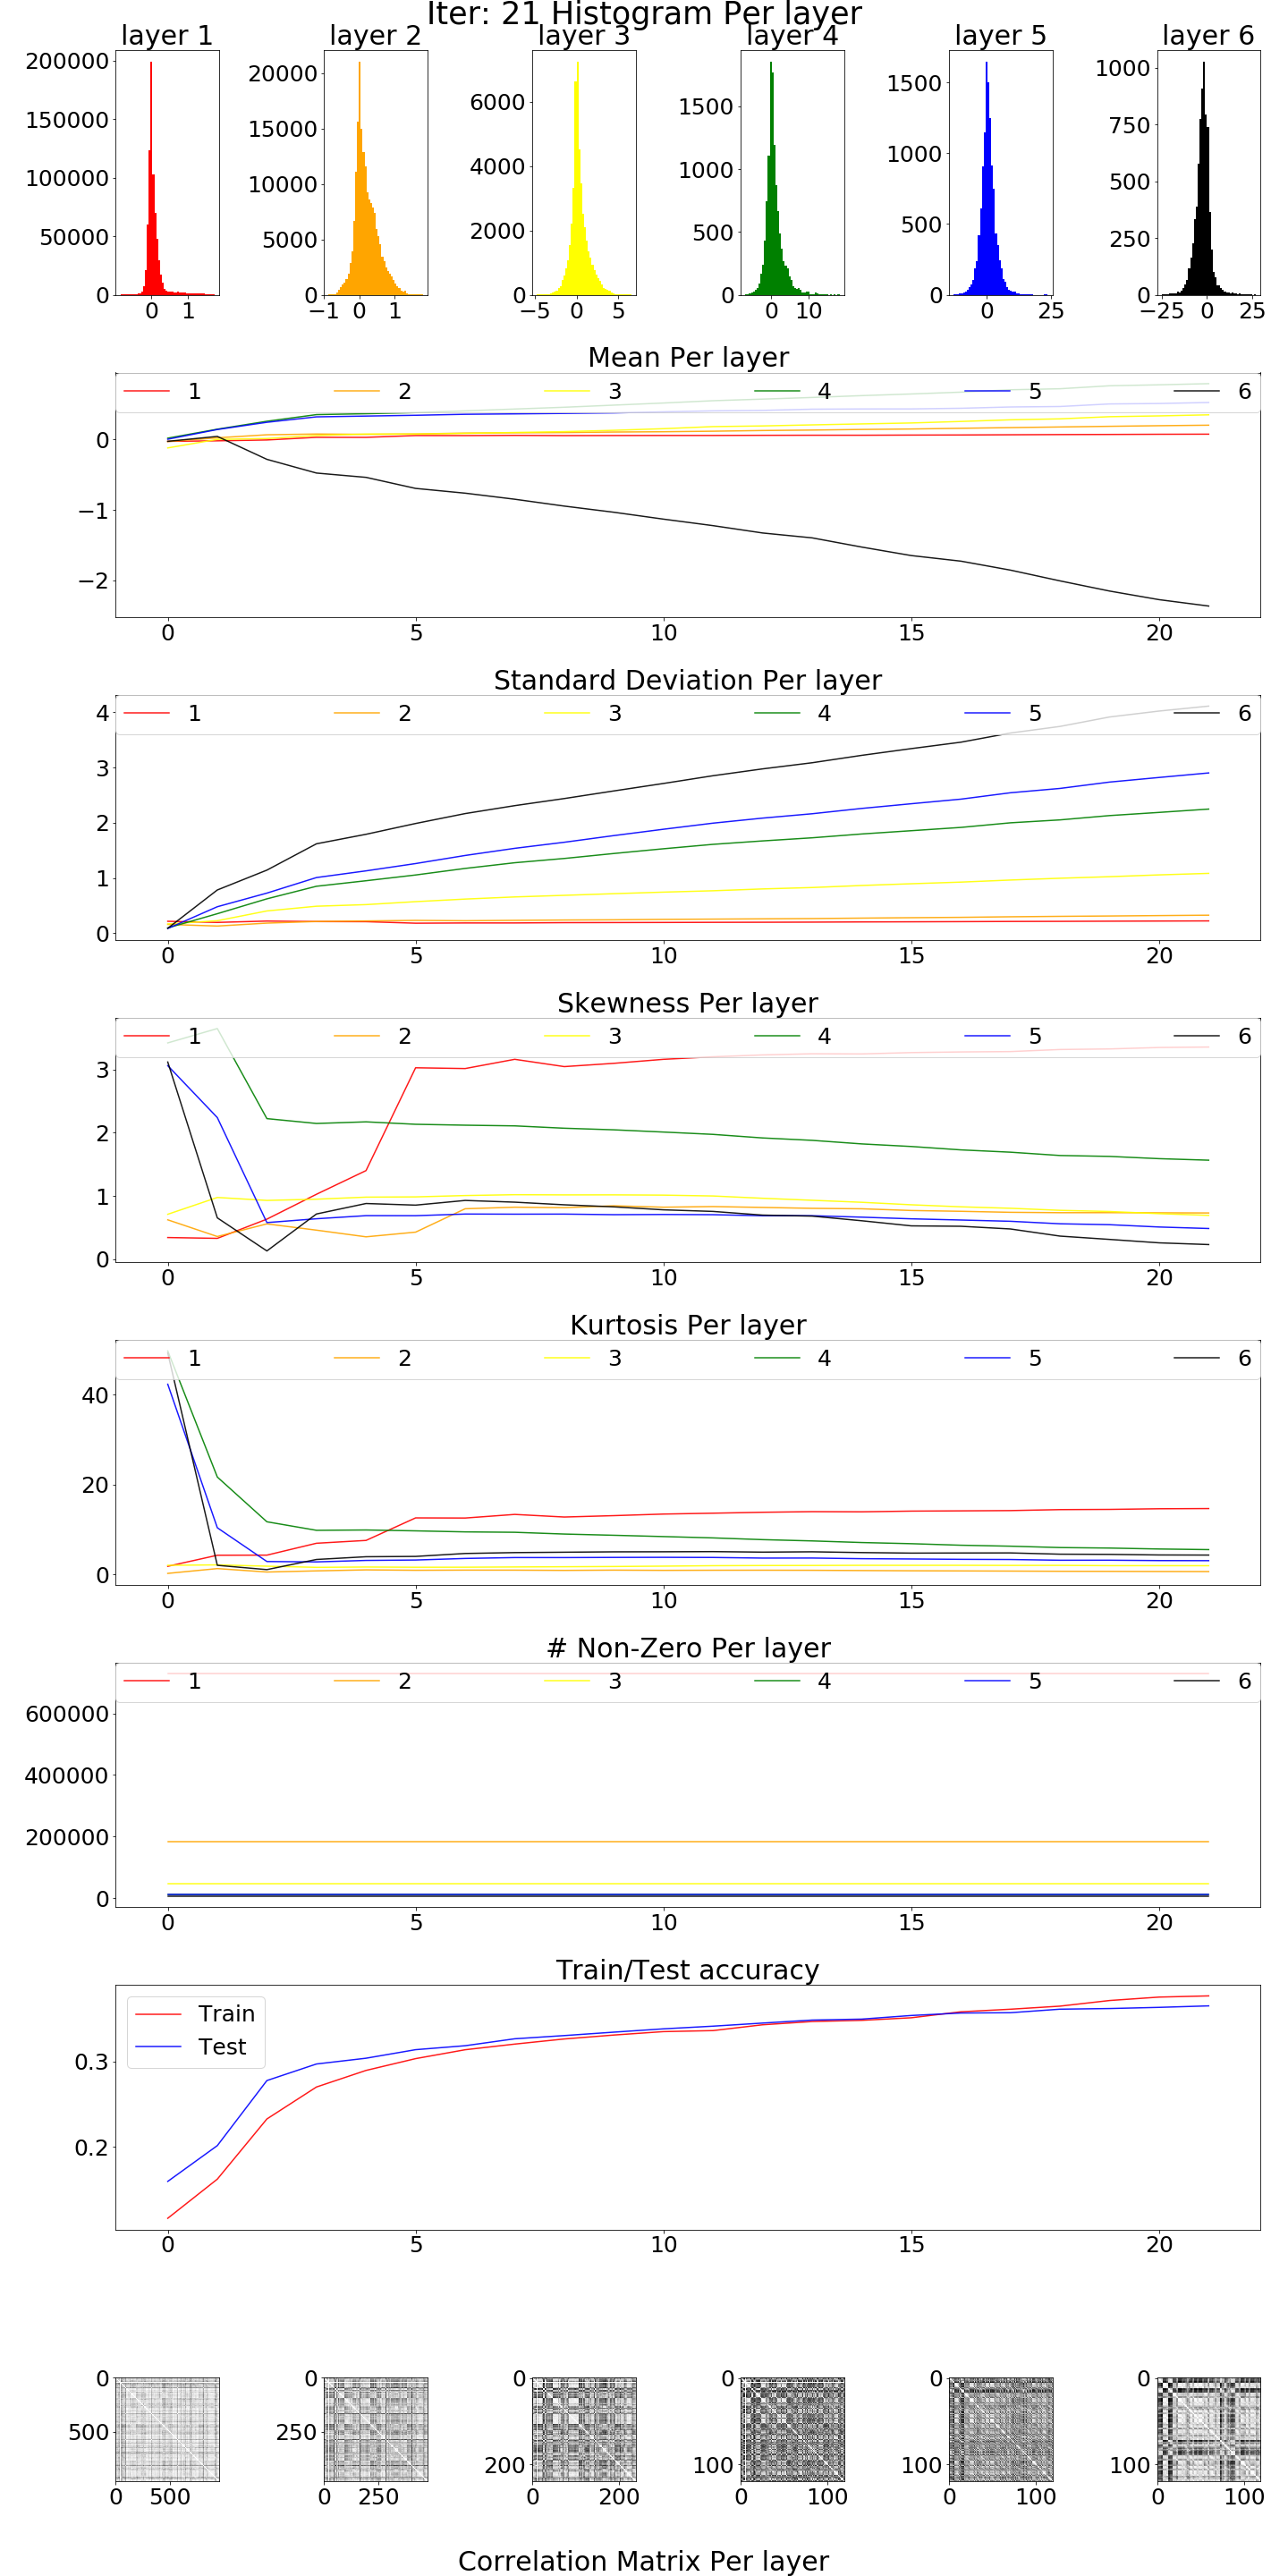 Iter: 21 Histogram Per layer
layer 1 layer 2 layer 3 layer 4 layer 5 layer 6
200000 150000 100000 50000 0
0 1
20000 15000 10000 5000 0
−1 0 1
6000 4000 2000 0
−5 0 5
1500 1000 500 0
0 10
1500 1000 500 0
0 25
1000 750 500 250 0
−25 0 25
Mean Per layer
1 2 3 4 5 6
0
−1
−2
0 5 10 15 20
Standard Deviation Per layer
1 2 3 4 5 6
4
3
2
1
0
0 5 10 15 20
Skewness Per layer
1 2 3 4 5 6
3
2
1
0
0 5 10 15 20
Kurtosis Per layer
1 2 3 4 5 6
40
20
0
0 5 10 15 20
# Non-Zero Per layer
1 2 3 4 5 6
600000
400000
200000
0
0 5 10 15 20
Train/Test accuracy
Train
Test
0.3
0.2
0 5 10 15 20
0 500
0 500
0 250
0 250
0 200
0 200
0 100
0 100
0 100
0 100
0 100
0 100
Correlation Matrix Per layer